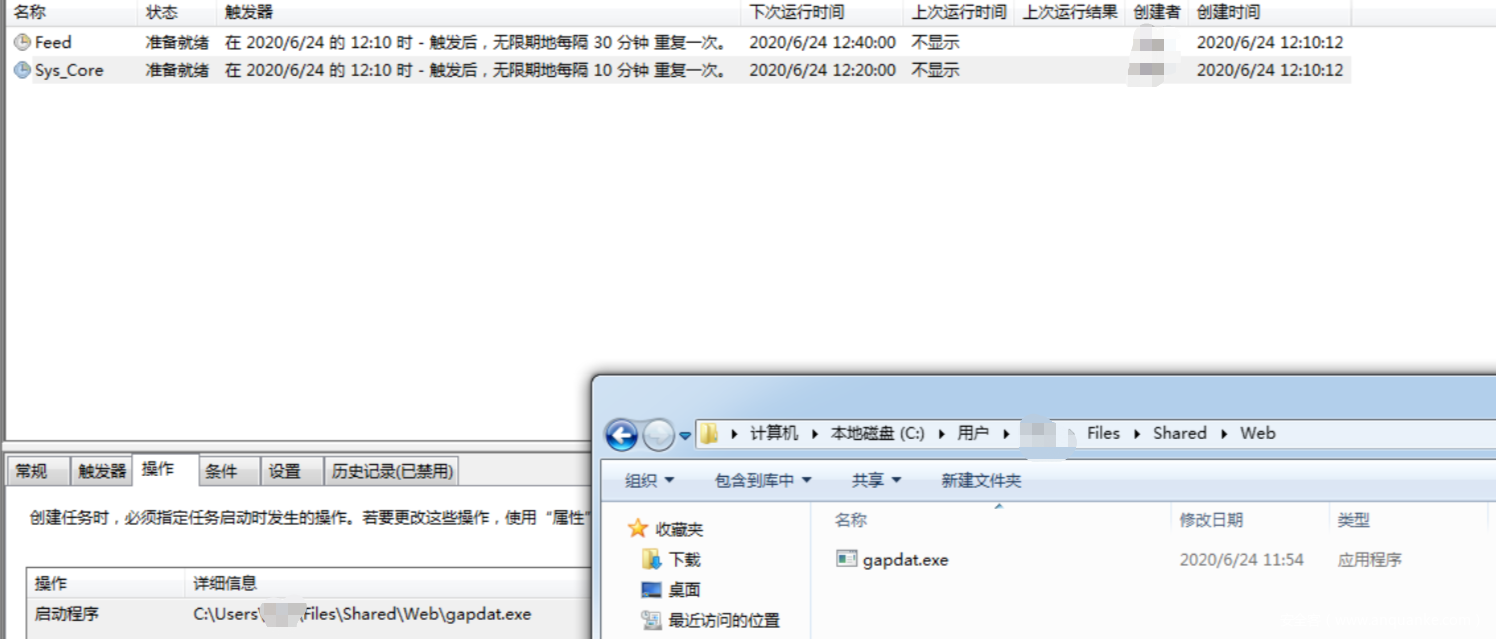 名称 状态 触发器 下次运行时间 上次运行时间 上次运行结果 创建者 创建时间
Feed 准备就绪 在 2020/6/24 的 12:10 时 - 触发后，无限期地每隔 30 分钟 重复一次。 2020/6/24 12:40:00 不显示 2020/6/24 12:10:12
Sys_Core 准备就绪 在 2020/6/24 的 12:10 时 - 触发后，无限期地每隔 10 分钟 重复一次。 2020/6/24 12:20:00 不显示 2020/6/24 12:10:12
常规 触发器 操作 条件 设置 历史记录(已禁用)
创建任务时，必须指定任务启动时发生的操作。若要更改这些操作，使用“属性”
操作 详细信息
启动程序 C:\Users\ Files\Shared\Web\gapdat.exe
计算机 本地磁盘 (C:) 用户 Files Shared Web
组织 包含到库中 共享 新建文件夹
收藏夹
下载
桌面
最近访问的位置
名称 修改日期 类型
gapdat.exe 2020/6/24 11:54 应用程序